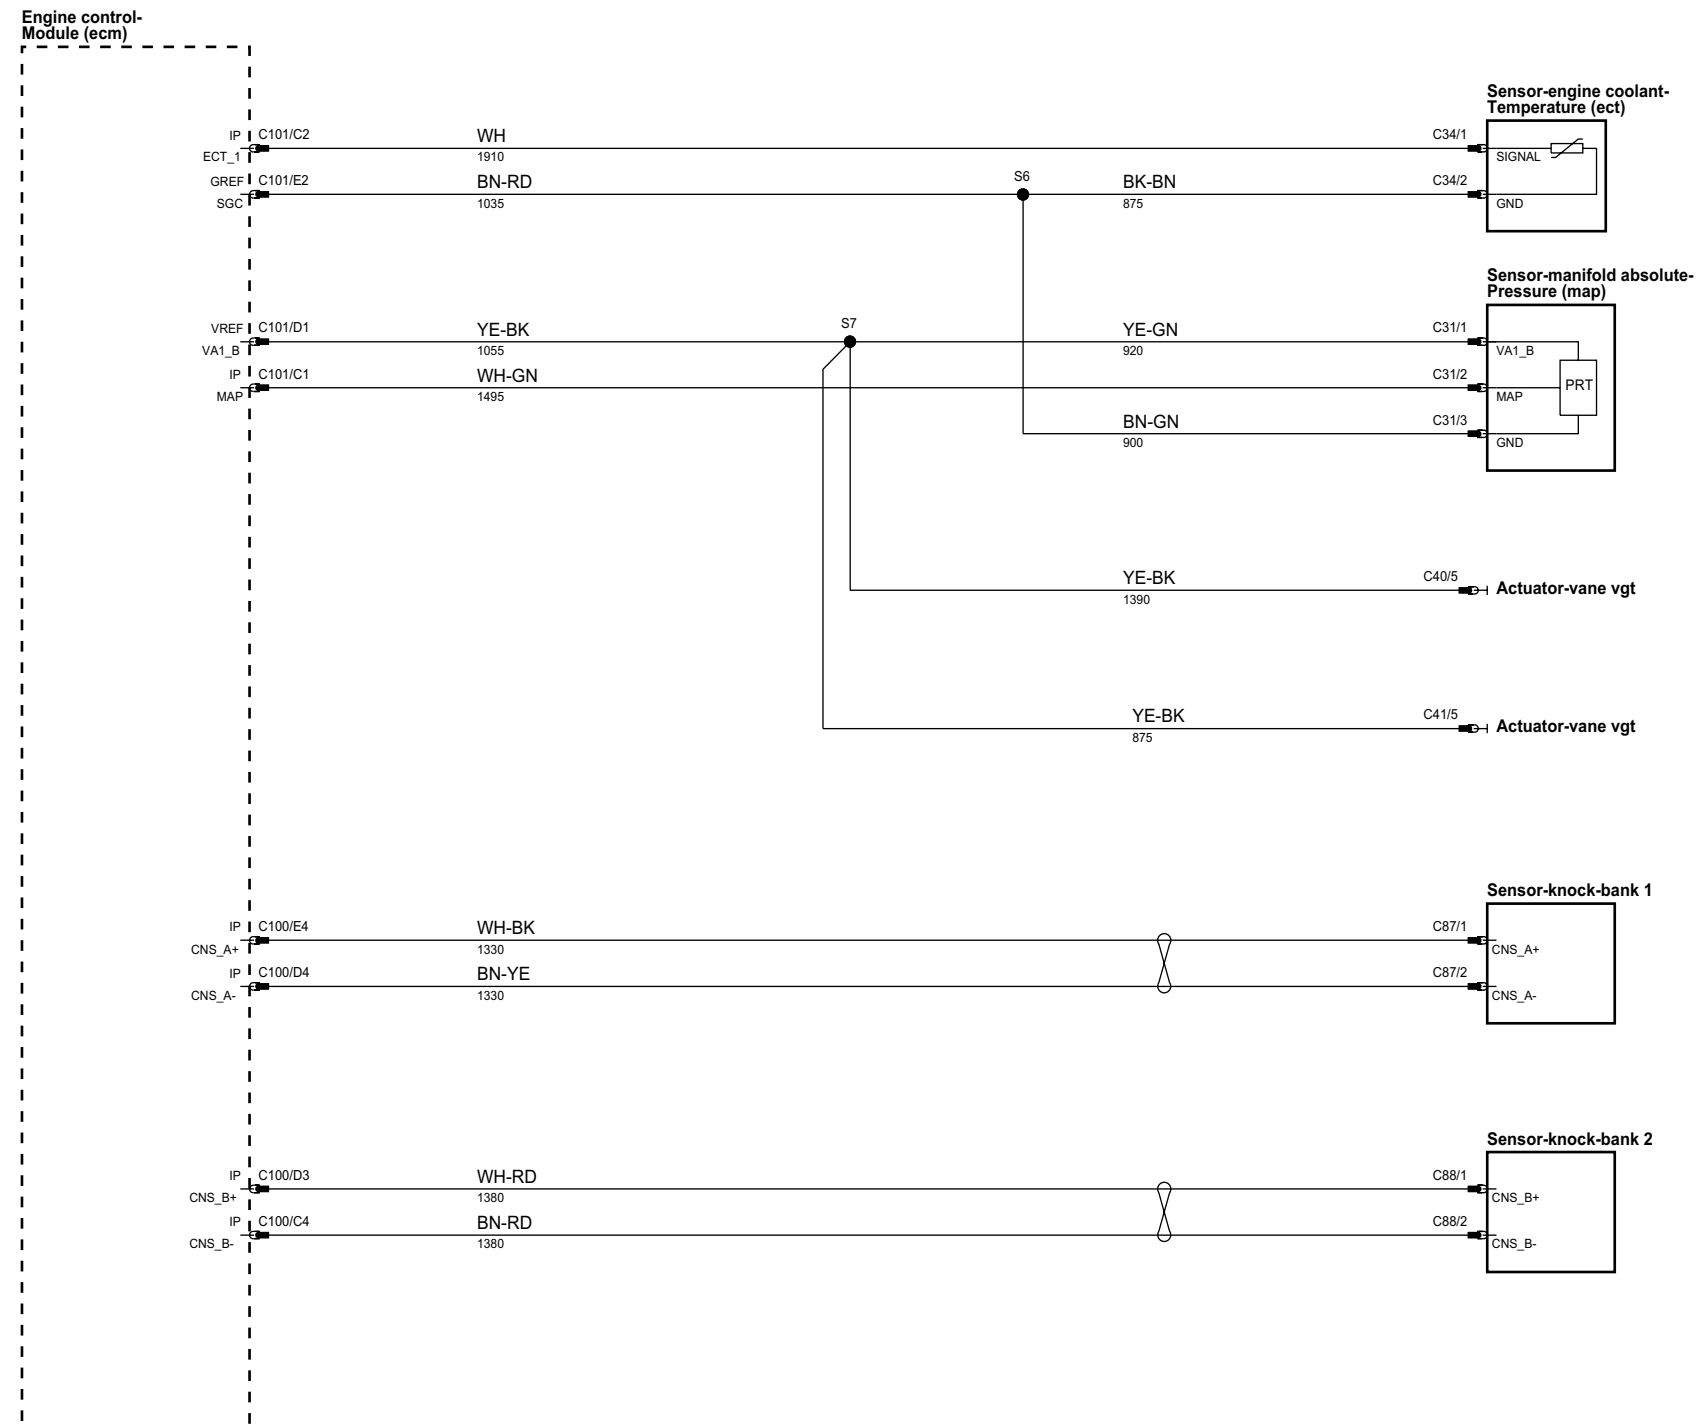 Engine control-
Module (ecm)
Sensor-engine coolant-
Temperature (ect)
IP C101/C2 WH C34/1
ECT_1 1910 SIGNAL
GREF C101/E2 BN-RD S6 BK-BN C34/2
SGC 1035 875 GND
Sensor-manifold absolute-
Pressure (map)
VREF C101/D1 YE-BK S7 YE-GN C31/1
VA1_B 1055 920 VA1_B
IP C101/C1 WH-GN C31/2 PRT
MAP 1495 MAP
BN-GN C31/3
900 GND
YE-BK C40/5 Actuator-vane vgt
1390
YE-BK C41/5 Actuator-vane vgt
875
Sensor-knock-bank 1
IP C100/E4 WH-BK C87/1
CNS_A+ 1330 CNS_A+
IP C100/D4 BN-YE C87/2
CNS_A- 1330 CNS_A-
Sensor-knock-bank 2
IP C100/D3 WH-RD C88/1
CNS_B+ 1380 CNS_B+
IP C100/C4 BN-RD C88/2
CNS_B- 1380 CNS_B-